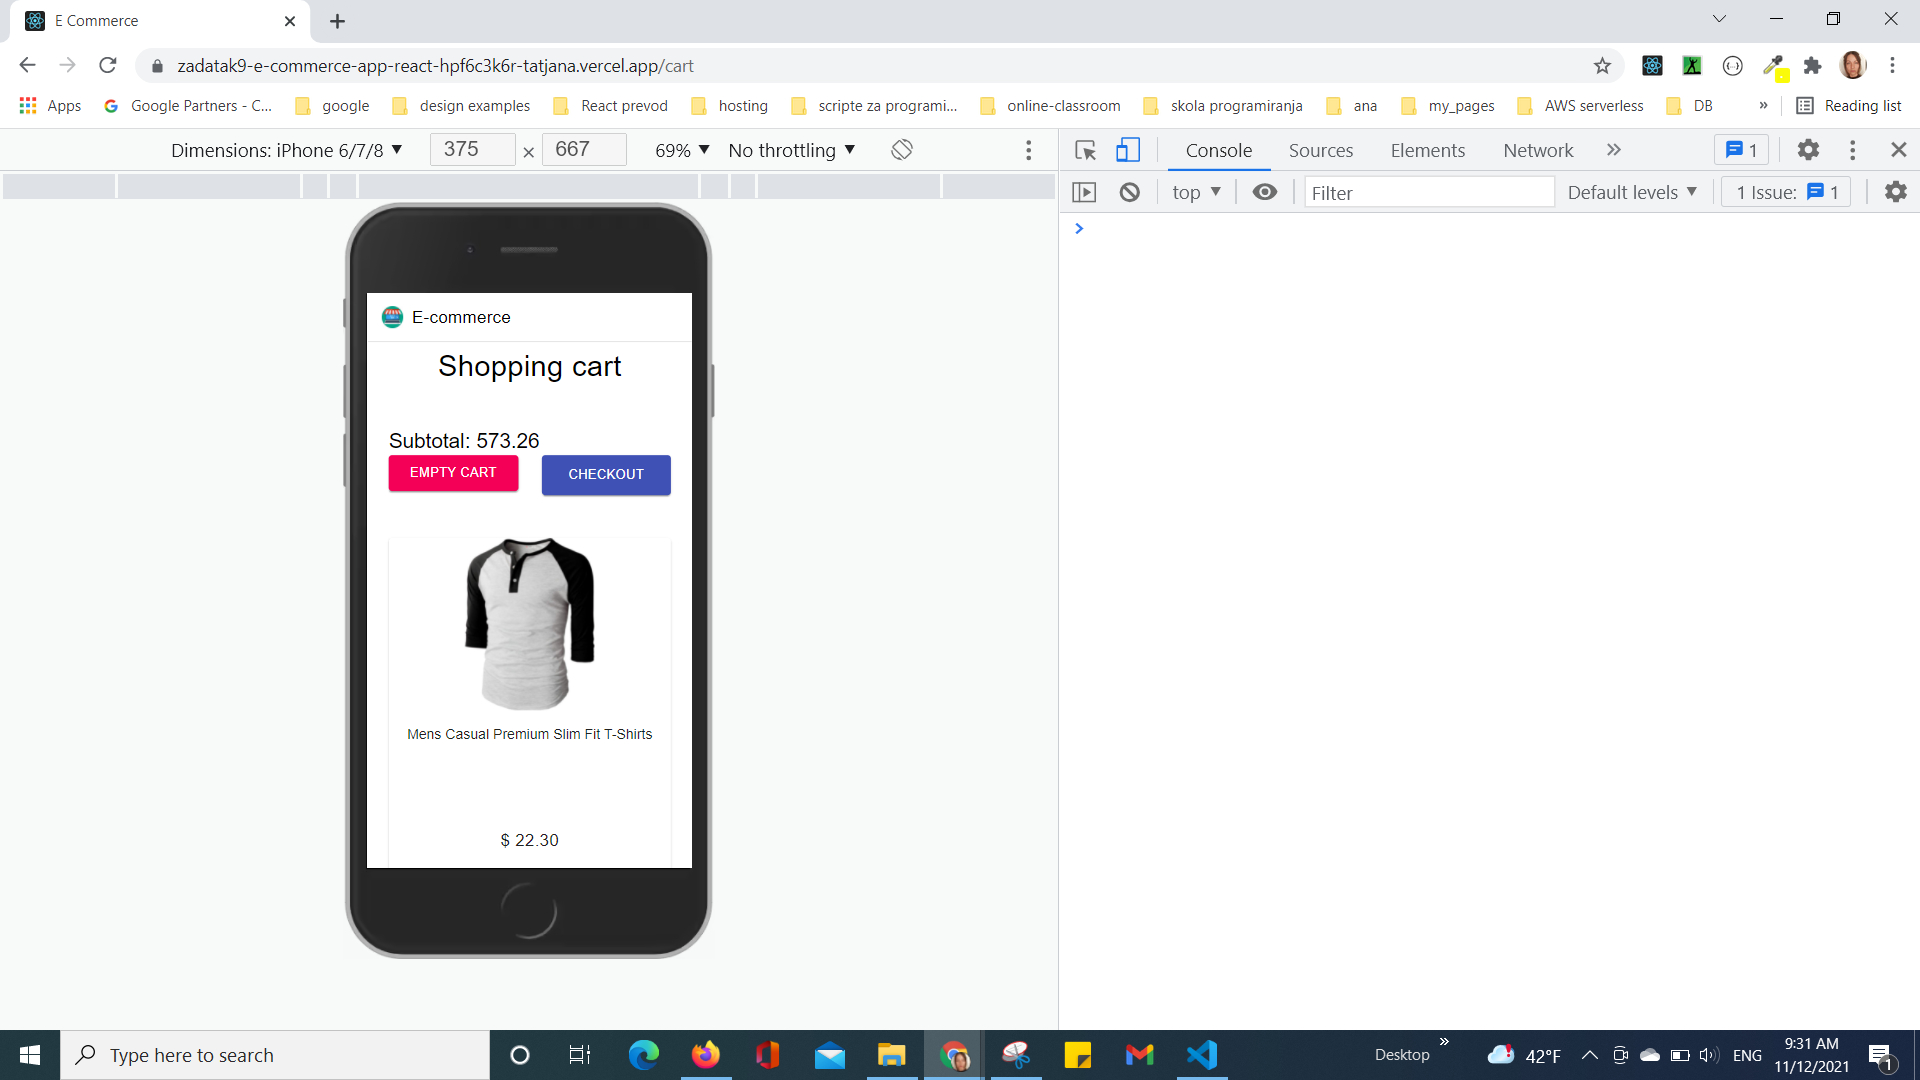 E Commerce
zadatak9-e-commerce-app-react-hpf6c3k6r-tatjana.vercel.app/cart
Apps Google Partners - C... google design examples React prevod hosting scripte za programi... online-classroom skola programiranja ana my_pages AWS serverless DB » Reading list
Dimensions: iPhone 6/7/8 375 × 667 69% No throttling
Console Sources Elements Network » 1
top Filter Default levels 1 Issue: 1
E-commerce
Shopping cart
Subtotal: 573.26
EMPTY CART CHECKOUT
Mens Casual Premium Slim Fit T-Shirts
$ 22.30
Type here to search
Desktop » 42°F ENG 9:31 AM
11/12/2021 1